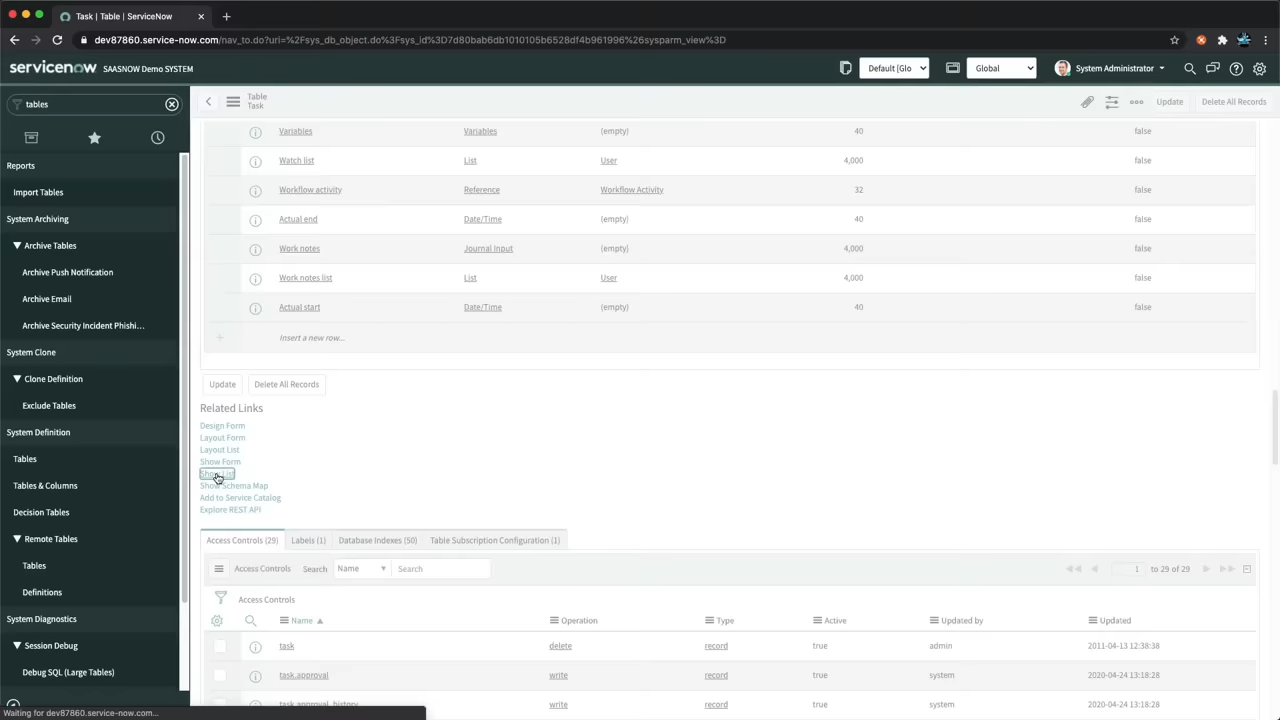 Task | Table | ServiceNow
dev87860.service-now.com/nav_to.do?uri=%2Fsys_db_object.do%3Fsys_id%3D7d80bab6db1010105b6528df4b961996%26sysparm_view%3D
servicenow SAASNOW Demo SYSTEM
Default [Glo
Global
System Administrator
tables
Table
Task
Update
Delete All Records
Reports
Import Tables
System Archiving
Archive Tables
Archive Push Notification
Archive Email
Archive Security Incident Phishi...
System Clone
Clone Definition
Exclude Tables
System Definition
Tables
Tables & Columns
Decision Tables
Remote Tables
Tables
Definitions
System Diagnostics
Session Debug
Debug SQL (Large Tables)
Variables Variables (empty) 40 false
Watch list List User 4,000 false
Workflow activity Reference Workflow Activity 32 false
Actual end Date/Time (empty) 40 false
Work notes Journal Input (empty) 4,000 false
Work notes list List User 4,000 false
Actual start Date/Time (empty) 40 false
Insert a new row...
Update Delete All Records
Related Links
Design Form
Layout Form
Layout List
Show Form
Show List
Show Schema Map
Add to Service Catalog
Explore REST API
Access Controls (29) Labels (1) Database Indexes (50) Table Subscription Configuration (1)
Access Controls Search Name Search 1 to 29 of 29
Access Controls
Name Operation Type Active Updated by Updated
task delete record true admin 2011-04-13 12:38:38
task.approval write record true system 2020-04-24 13:18:28
task.approval_history write record true system 2020-04-24 13:18:28
Waiting for dev87860.service-now.com...